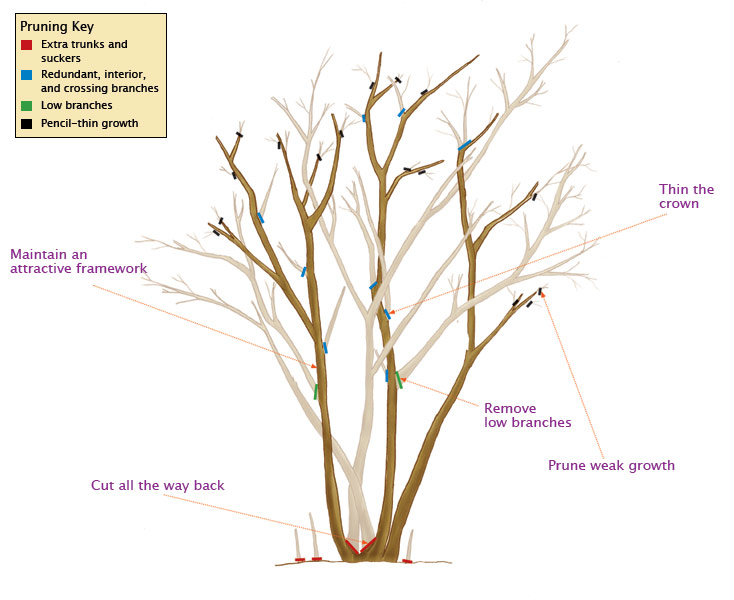 Pruning Key
Extra trunks and
suckers
Redundant, interior,
and crossing branches
Low branches
Pencil-thin growth
Thin the
crown
Maintain an
attractive framework
Remove
low branches
Prune weak growth
Cut all the way back